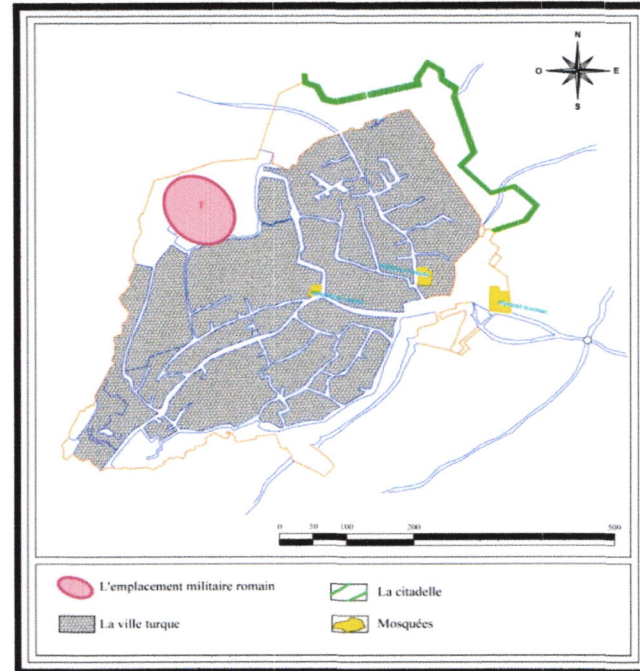 N
O E
S
?
0 50 100 200 500
L'emplacement militaire romain
La citadelle
La ville turque
Mosquées